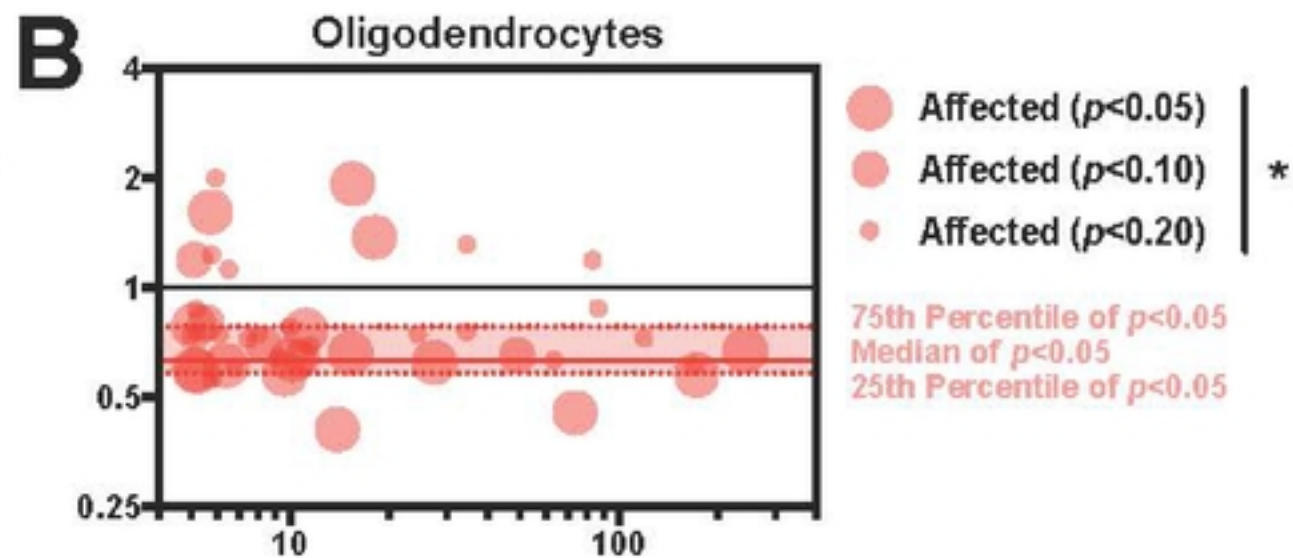 B
Oligodendrocytes
4
2
1
0.5
0.25
10
100
Affected (p<0.05)
Affected (p<0.10)
Affected (p<0.20)
*
75th Percentile of p<0.05
Median of p<0.05
25th Percentile of p<0.05